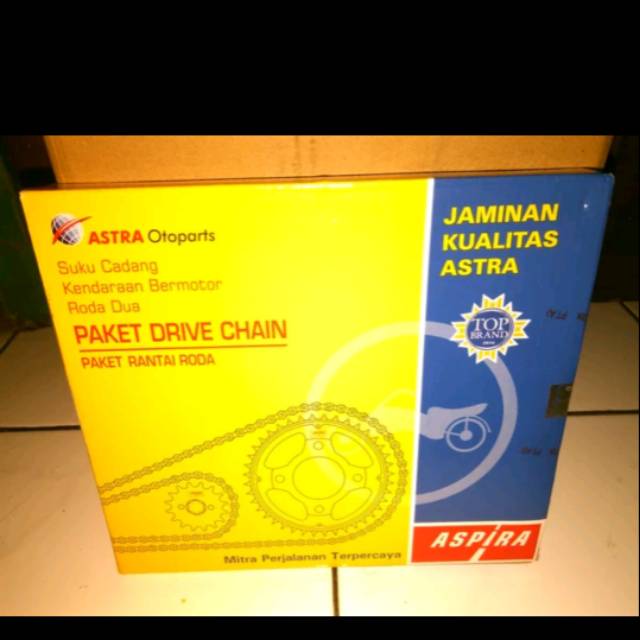 ASTRA Otoparts
Suku Cadang
Kendaraan Bermotor
Roda Dua
PAKET DRIVE CHAIN
PAKET RANTAI RODA
Mitra Perjalanan Terpercaya
JAMINAN
KUALITAS
ASTRA
TOP
BRAND
ASPIRA